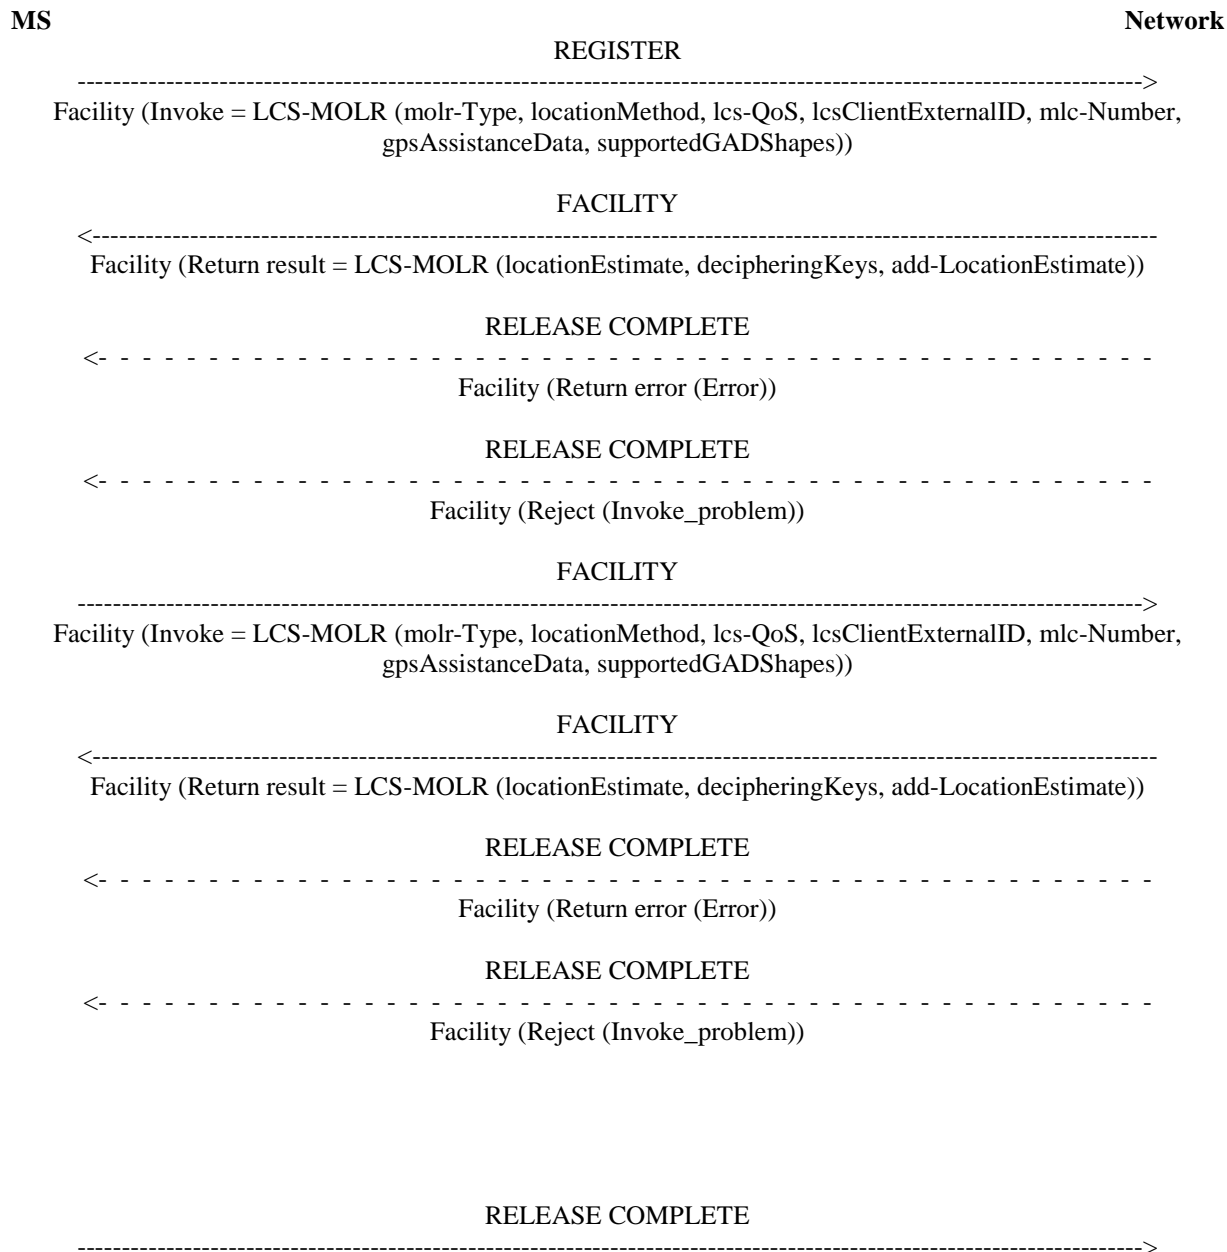 MS Network
REGISTER
------------------------------------------------------------------------------------------------------------------------>
Facility (Invoke = LCS-MOLR (molr-Type, locationMethod, lcs-QoS, lcsClientExternalID, mlc-Number,
gpsAssistanceData, supportedGADShapes))
FACILITY
<------------------------------------------------------------------------------------------------------------------------
Facility (Return result = LCS-MOLR (locationEstimate, decipheringKeys, add-LocationEstimate))
RELEASE COMPLETE
<- - - - - - - - - - - - - - - - - - - - - - - - - - - - - - - - - - - - - - - - - - - - - - - - - - - - - - - - - -
Facility (Return error (Error))
RELEASE COMPLETE
<- - - - - - - - - - - - - - - - - - - - - - - - - - - - - - - - - - - - - - - - - - - - - - - - - - - - - - - - - -
Facility (Reject (Invoke_problem))
FACILITY
------------------------------------------------------------------------------------------------------------------------>
Facility (Invoke = LCS-MOLR (molr-Type, locationMethod, lcs-QoS, lcsClientExternalID, mlc-Number,
gpsAssistanceData, supportedGADShapes))
FACILITY
<------------------------------------------------------------------------------------------------------------------------
Facility (Return result = LCS-MOLR (locationEstimate, decipheringKeys, add-LocationEstimate))
RELEASE COMPLETE
<- - - - - - - - - - - - - - - - - - - - - - - - - - - - - - - - - - - - - - - - - - - - - - - - - - - - - - - - - -
Facility (Return error (Error))
RELEASE COMPLETE
<- - - - - - - - - - - - - - - - - - - - - - - - - - - - - - - - - - - - - - - - - - - - - - - - - - - - - - - - - -
Facility (Reject (Invoke_problem))
RELEASE COMPLETE
------------------------------------------------------------------------------------------------------------------------>